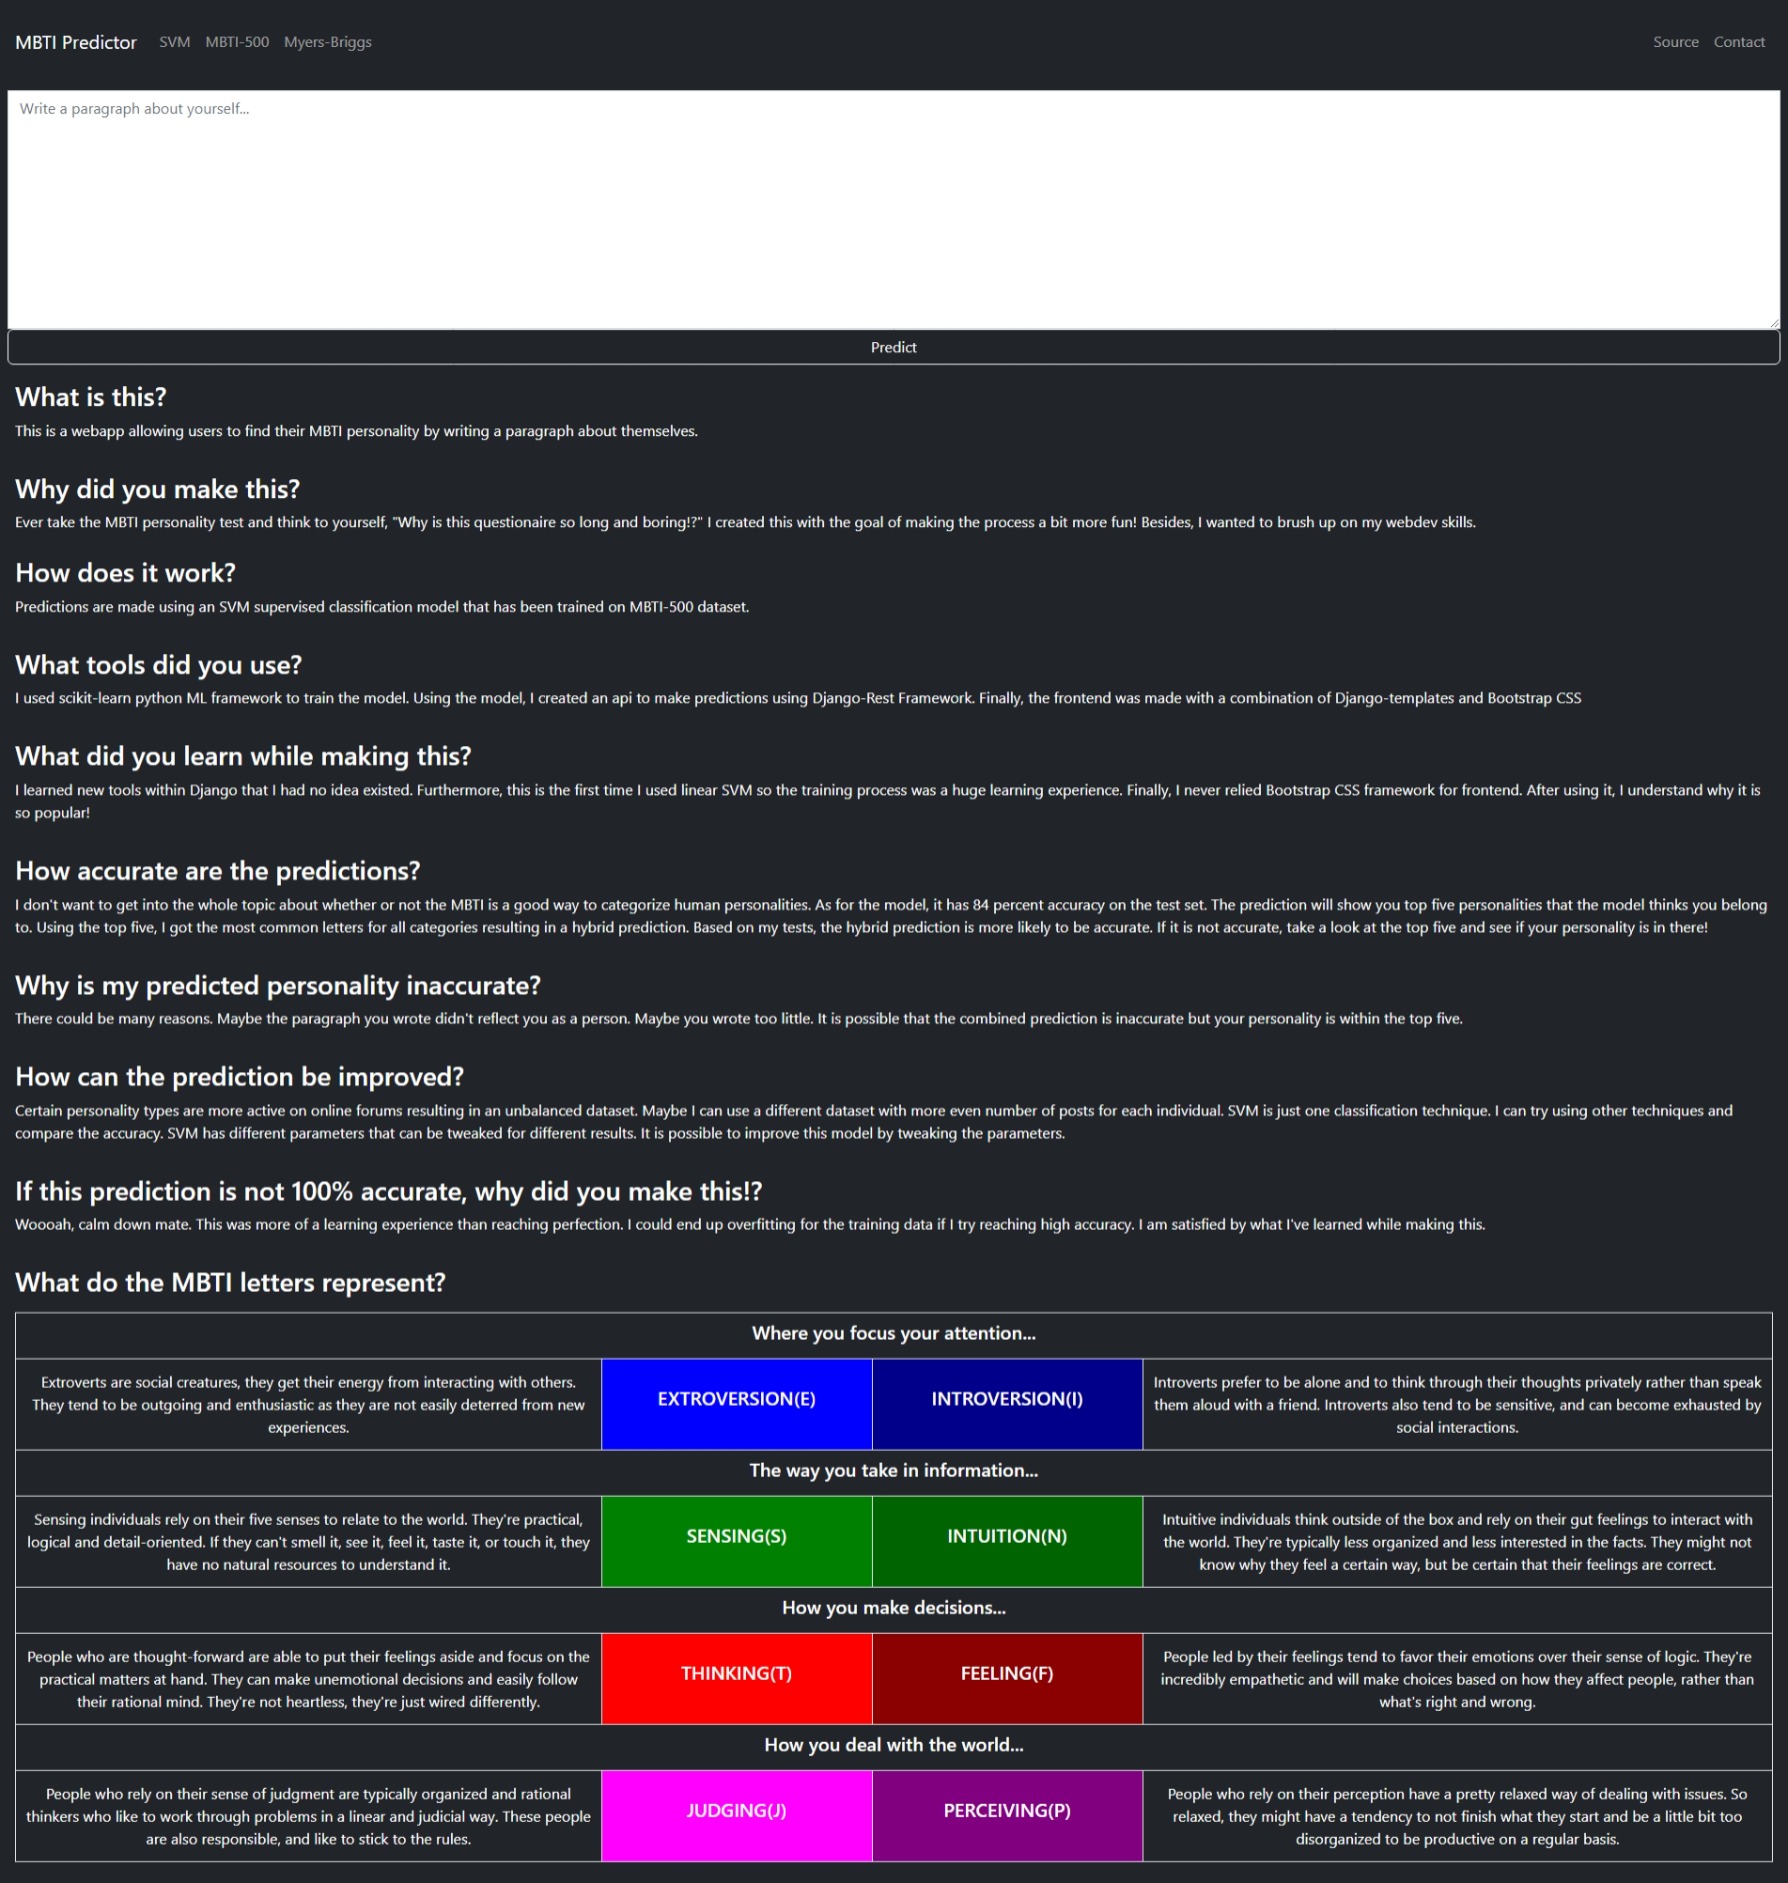 MBTI Predictor SVM MBTI-500 Myers-Briggs Source Contact
Write a paragraph about yourself...
Predict
What is this?
This is a webapp allowing users to find their MBTI personality by writing a paragraph about themselves.
Why did you make this?
Ever take the MBTI personality test and think to yourself, "Why is this questionaire so long and boring!?" I created this with the goal of making the process a bit more fun! Besides, I wanted to brush up on my webdev skills.
How does it work?
Predictions are made using an SVM supervised classification model that has been trained on MBTI-500 dataset.
What tools did you use?
I used scikit-learn python ML framework to train the model. Using the model, I created an api to make predictions using Django-Rest Framework. Finally, the frontend was made with a combination of Django-templates and Bootstrap CSS
What did you learn while making this?
I learned new tools within Django that I had no idea existed. Furthermore, this is the first time I used linear SVM so the training process was a huge learning experience. Finally, I never relied Bootstrap CSS framework for frontend. After using it, I understand why it is
so popular!
How accurate are the predictions?
I don't want to get into the whole topic about whether or not the MBTI is a good way to categorize human personalities. As for the model, it has 84 percent accuracy on the test set. The prediction will show you top five personalities that the model thinks you belong
to. Using the top five, I got the most common letters for all categories resulting in a hybrid prediction. Based on my tests, the hybrid prediction is more likely to be accurate. If it is not accurate, take a look at the top five and see if your personality is in there!
Why is my predicted personality inaccurate?
There could be many reasons. Maybe the paragraph you wrote didn't reflect you as a person. Maybe you wrote too little. It is possible that the combined prediction is inaccurate but your personality is within the top five.
How can the prediction be improved?
Certain personality types are more active on online forums resulting in an unbalanced dataset. Maybe I can use a different dataset with more even number of posts for each individual. SVM is just one classification technique. I can try using other techniques and
compare the accuracy. SVM has different parameters that can be tweaked for different results. It is possible to improve this model by tweaking the parameters.
If this prediction is not 100% accurate, why did you make this!?
Woooah, calm down mate. This was more of a learning experience than reaching perfection. I could end up overfitting for the training data if I try reaching high accuracy. I am satisfied by what I've learned while making this.
What do the MBTI letters represent?
Where you focus your attention...
Extroverts are social creatures, they get their energy from interacting with others.
They tend to be outgoing and enthusiastic as they are not easily deterred from new
experiences.
EXTROVERSION(E)
INTROVERSION(I)
Introverts prefer to be alone and to think through their thoughts privately rather than speak
them aloud with a friend. Introverts also tend to be sensitive, and can become exhausted by
social interactions.
The way you take in information...
Sensing individuals rely on their five senses to relate to the world. They're practical,
logical and detail-oriented. If they can't smell it, see it, feel it, taste it, or touch it, they
have no natural resources to understand it.
SENSING(S)
INTUITION(N)
Intuitive individuals think outside of the box and rely on their gut feelings to interact with
the world. They're typically less organized and less interested in the facts. They might not
know why they feel a certain way, but be certain that their feelings are correct.
How you make decisions...
People who are thought-forward are able to put their feelings aside and focus on the
practical matters at hand. They can make unemotional decisions and easily follow
their rational mind. They're not heartless, they're just wired differently.
THINKING(T)
FEELING(F)
People led by their feelings tend to favor their emotions over their sense of logic. They're
incredibly empathetic and will make choices based on how they affect people, rather than
what's right and wrong.
How you deal with the world...
People who rely on their sense of judgment are typically organized and rational
thinkers who like to work through problems in a linear and judicial way. These people
are also responsible, and like to stick to the rules.
JUDGING(J)
PERCEIVING(P)
People who rely on their perception have a pretty relaxed way of dealing with issues. So
relaxed, they might have a tendency to not finish what they start and be a little bit too
disorganized to be productive on a regular basis.